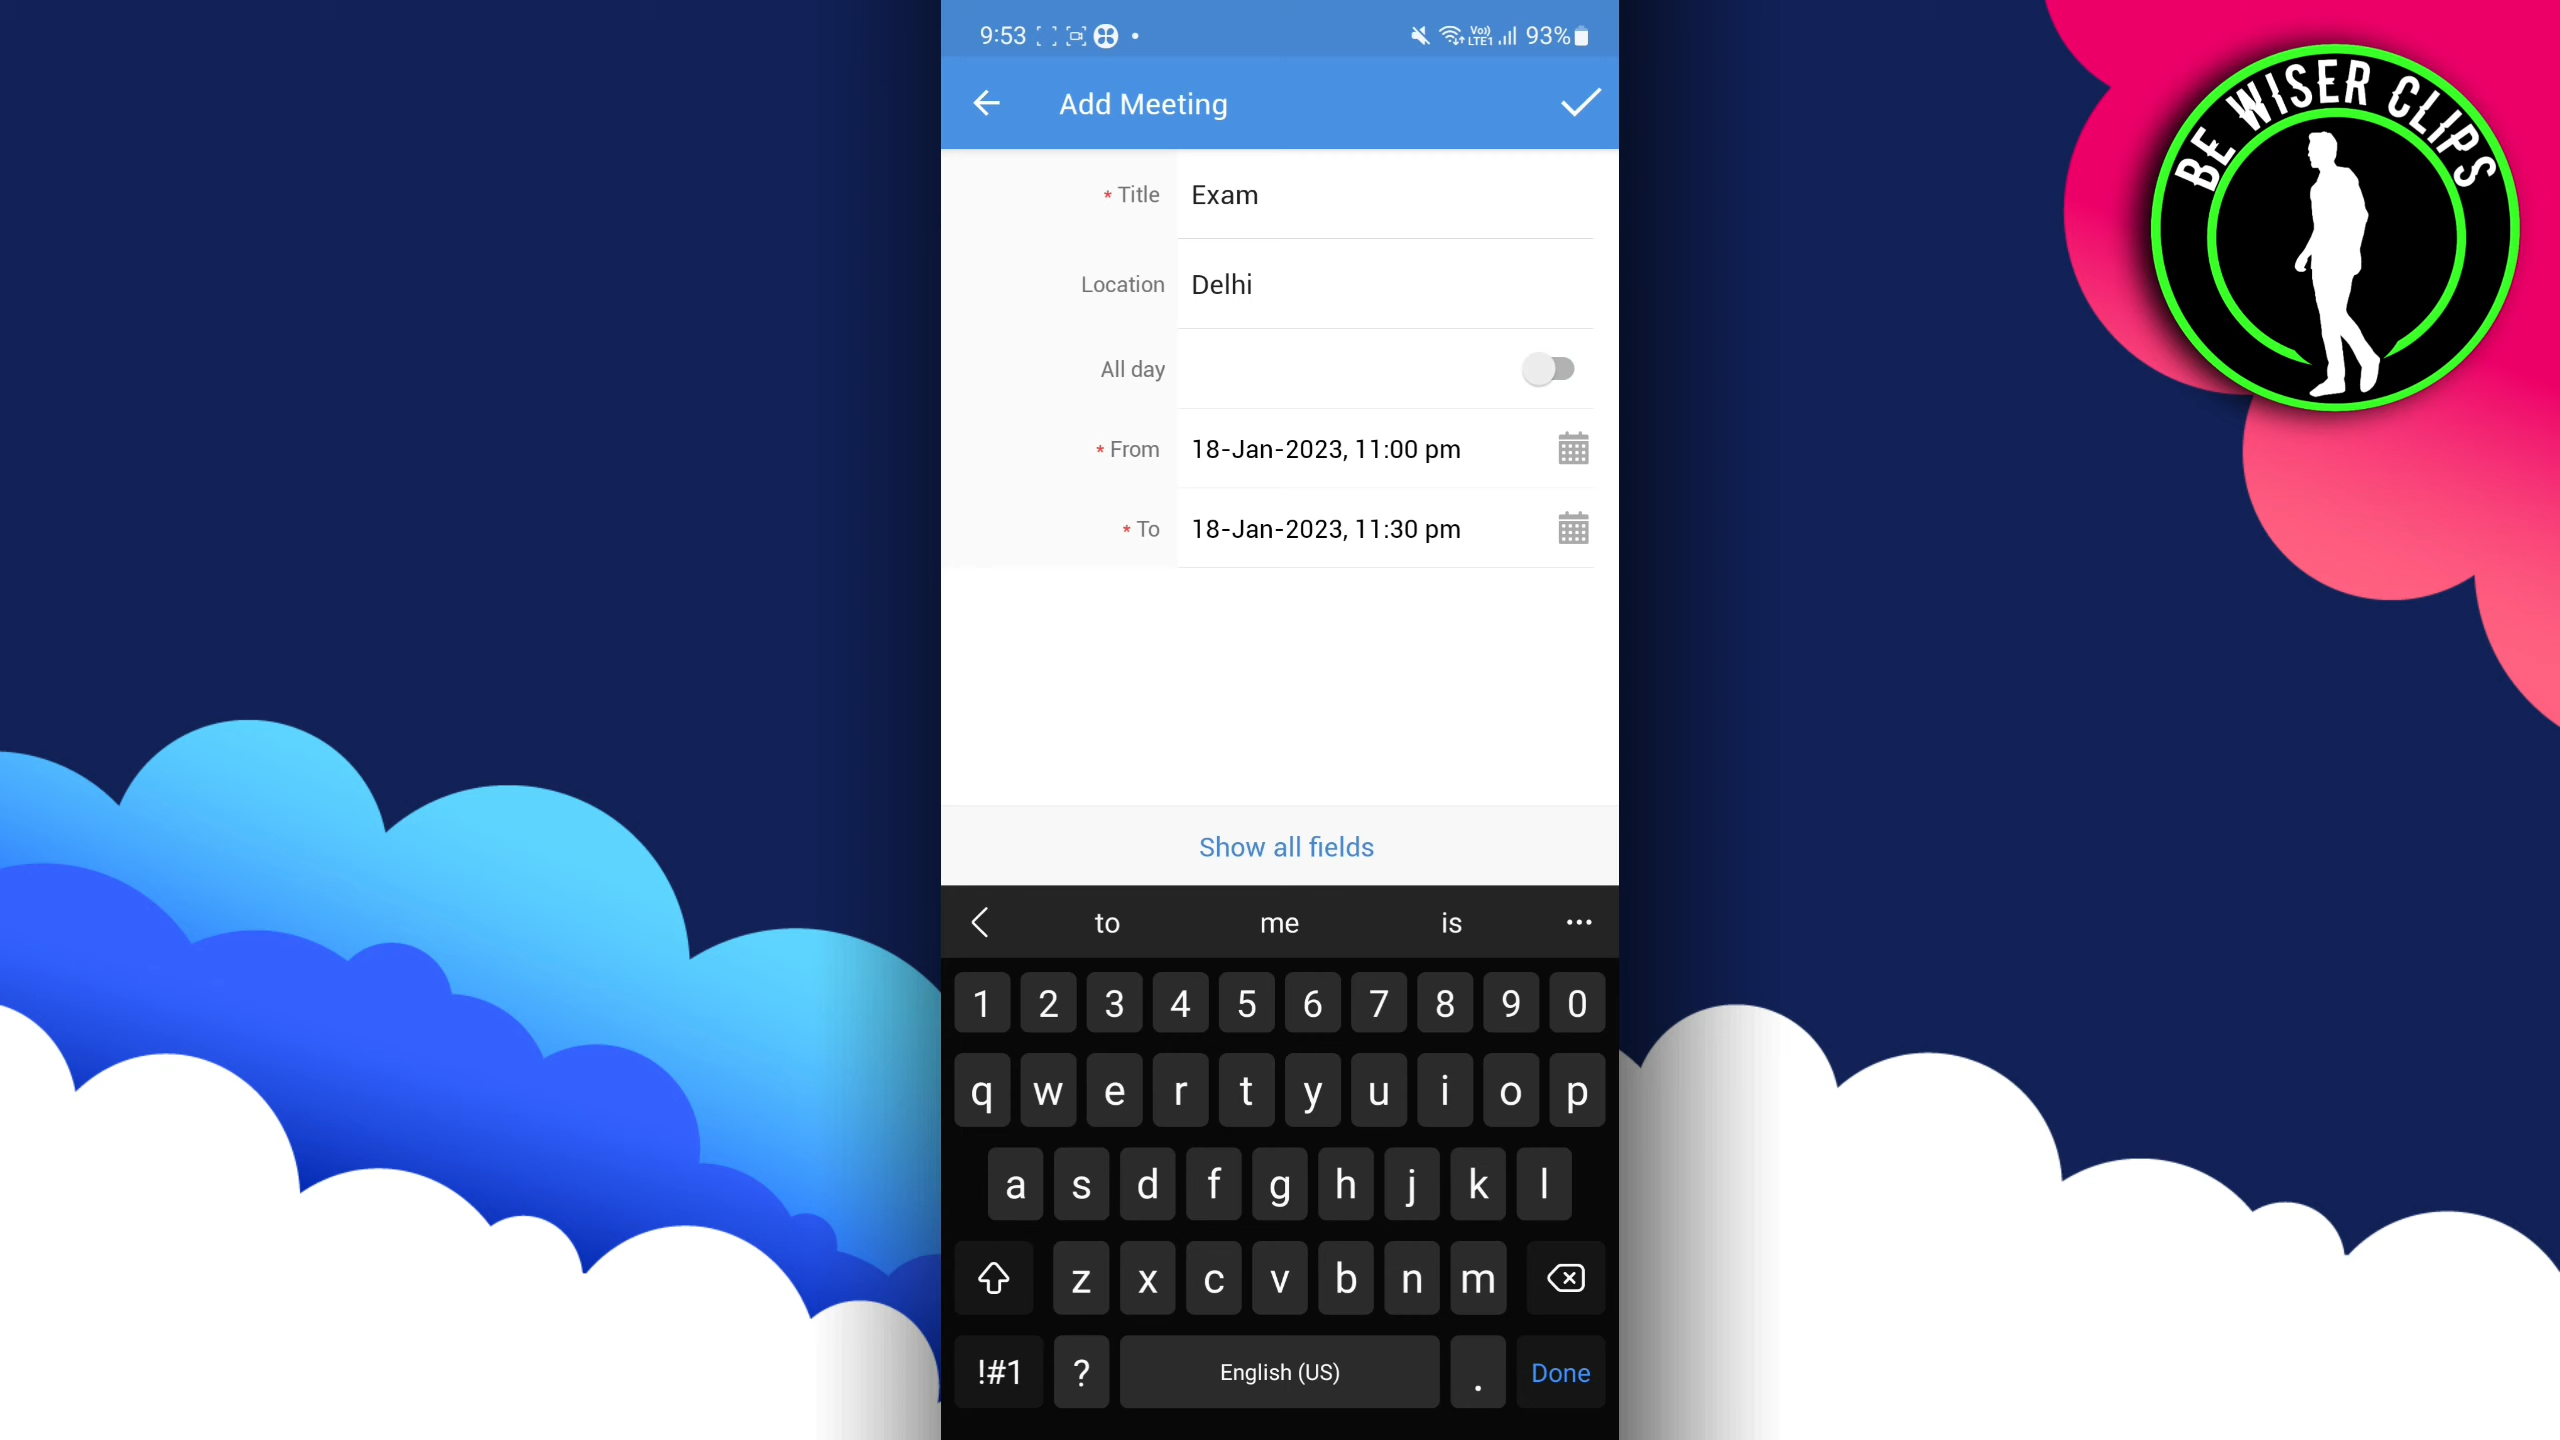 9:53 Vo)) LTE1 93%
Add Meeting
BE WISER CLIPS
* Title Exam
Location Delhi
All day
* From 18-Jan-2023, 11:00 pm
* To 18-Jan-2023, 11:30 pm
Show all fields
to me is ...
1 2 3 4 5 6 7 8 9 0
q w e r t y u i o p
a s d f g h j k l
z x c v b n m
!#1 ? English (US) . Done